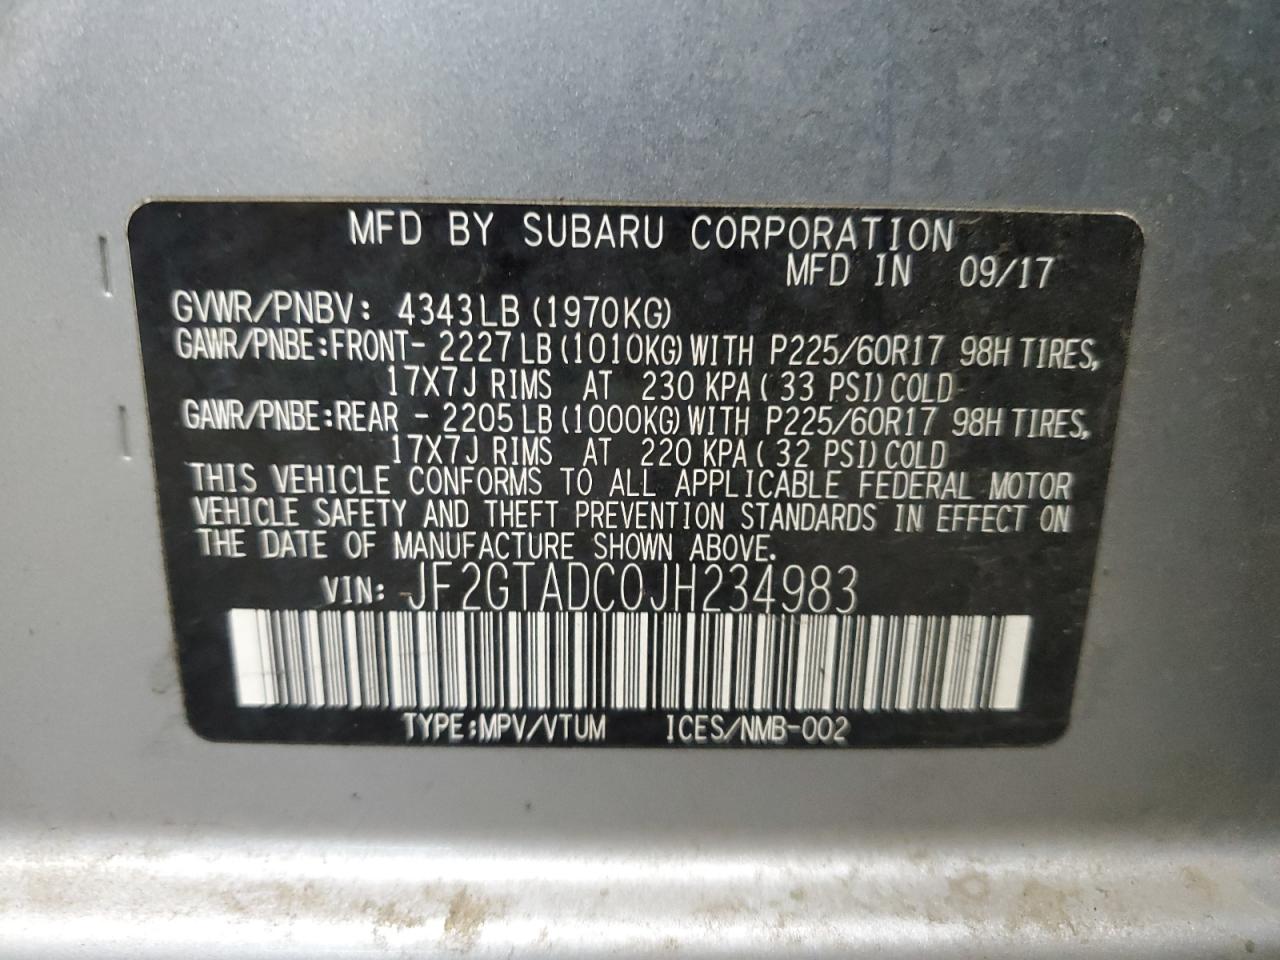 MFD BY SUBARU CORPORATION
MFD IN 09/17
GVWR/PNBV: 4343LB (1970KG)
GAWR/PNBE:FRONT- 2227LB (1010KG) WITH P225/60R17 98H TIRES,
17X7J RIMS AT 230 KPA ( 33 PSI) COLD
GAWR/PNBE:REAR - 2205LB (1000KG) WITH P225/60R17 98H TIRES,
17X7J RIMS AT 220 KPA ( 32 PSI) COLD
THIS VEHICLE CONFORMS TO ALL APPLICABLE FEDERAL MOTOR
VEHICLE SAFETY AND THEFT PREVENTION STANDARDS IN EFFECT ON
THE DATE OF MANUFACTURE SHOWN ABOVE.
VIN: JF2GTADC0JH234983
TYPE:MPV/VTUM ICES/NMB-002